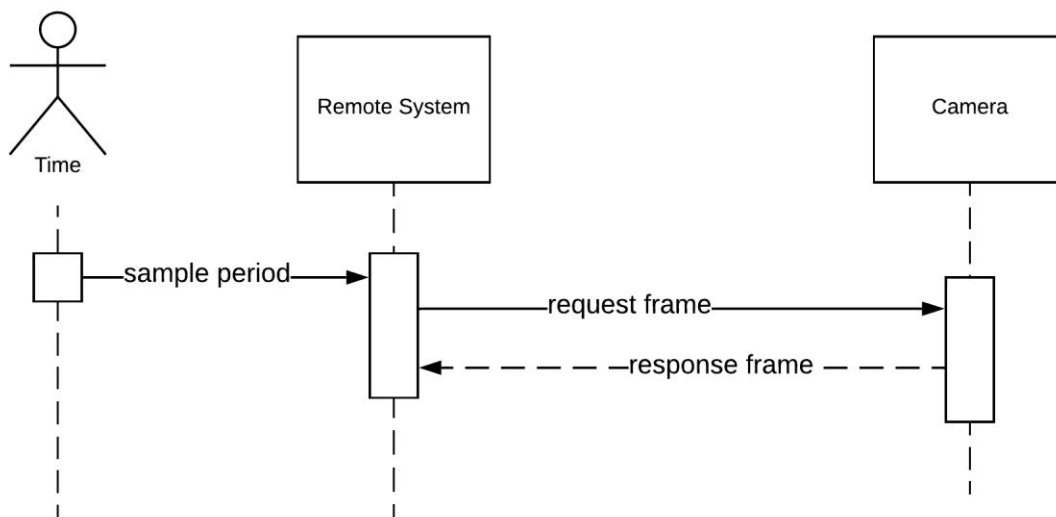 Remote System
Camera
Time
sample period
request frame
response frame